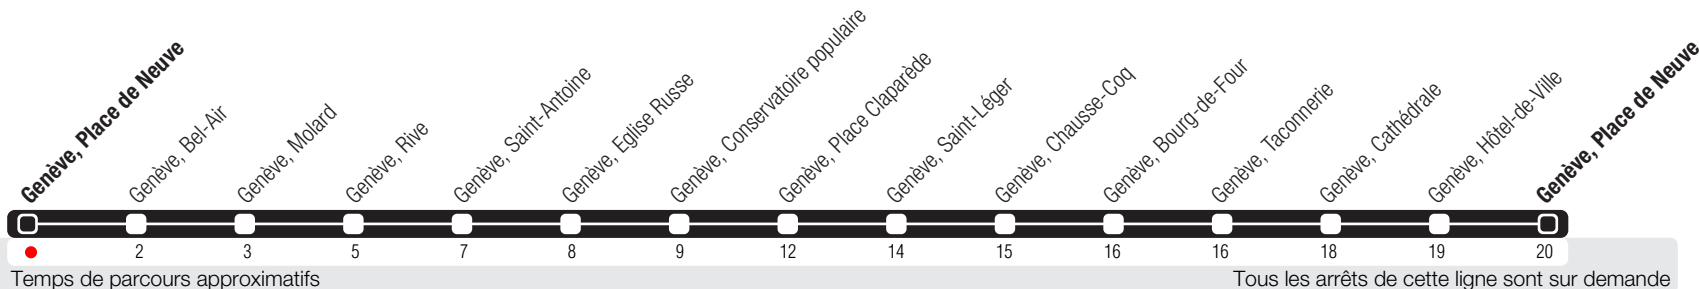 Genève, Place de Neuve
Genève, Bel-Air
Genève, Molard
Genève, Rive
Genève, Saint-Antoine
Genève, Eglise Russe
Genève, Conservatoire populaire
Genève, Place Claparède
Genève, Saint-Léger
Genève, Chausse-Coq
Genève, Bourg-de-Four
Genève, Taconnerie
Genève, Cathédrale
Genève, Hôtel-de-Ville
Genève, Place de Neuve
2 3 5 7 8 9 12 14 15 16 16 18 19 20
Temps de parcours approximatifs
Tous les arrêts de cette ligne sont sur demande